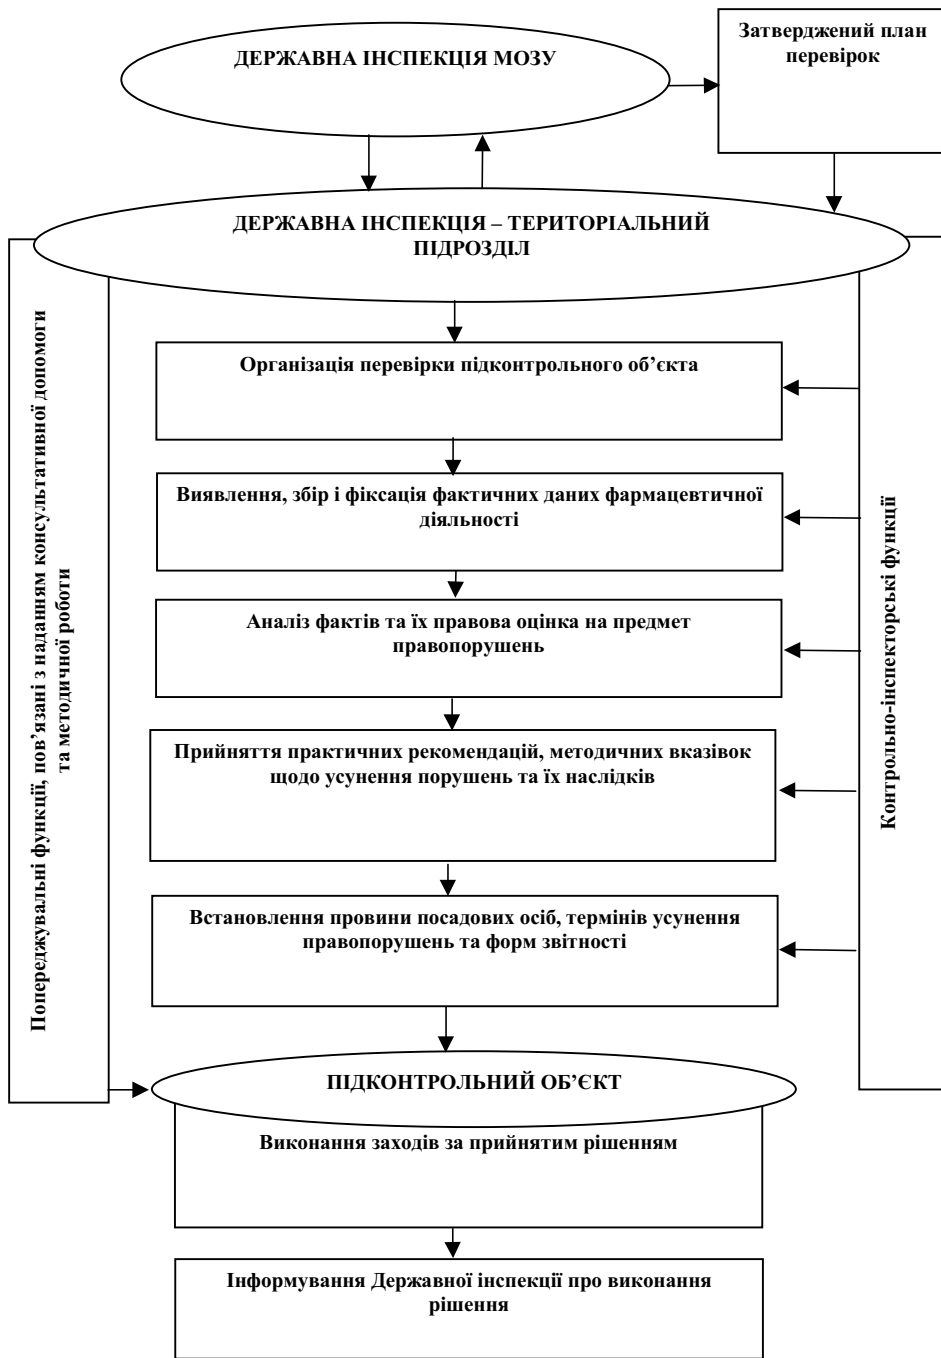 ДЕРЖАВНА ІНСПЕКЦІЯ МОЗУ
Затверджений план
перевірок
ДЕРЖАВНА ІНСПЕКЦІЯ – ТЕРИТОРІАЛЬНИЙ
ПІДРОЗДІЛ
Попереджувальні функції, пов’язані з наданням консультативної допомоги
та методичної роботи
Організація перевірки підконтрольного об’єкта
Виявлення, збір і фіксація фактичних даних фармацевтичної
діяльності
Аналіз фактів та їх правова оцінка на предмет
правопорушень
Прийняття практичних рекомендацій, методичних вказівок
щодо усунення порушень та їх наслідків
Встановлення провини посадових осіб, термінів усунення
правопорушень та форм звітності
Контрольно-інспекторські функції
ПІДКОНТРОЛЬНИЙ ОБ’ЄКТ
Виконання заходів за прийнятим рішенням
Інформування Державної інспекції про виконання
рішення